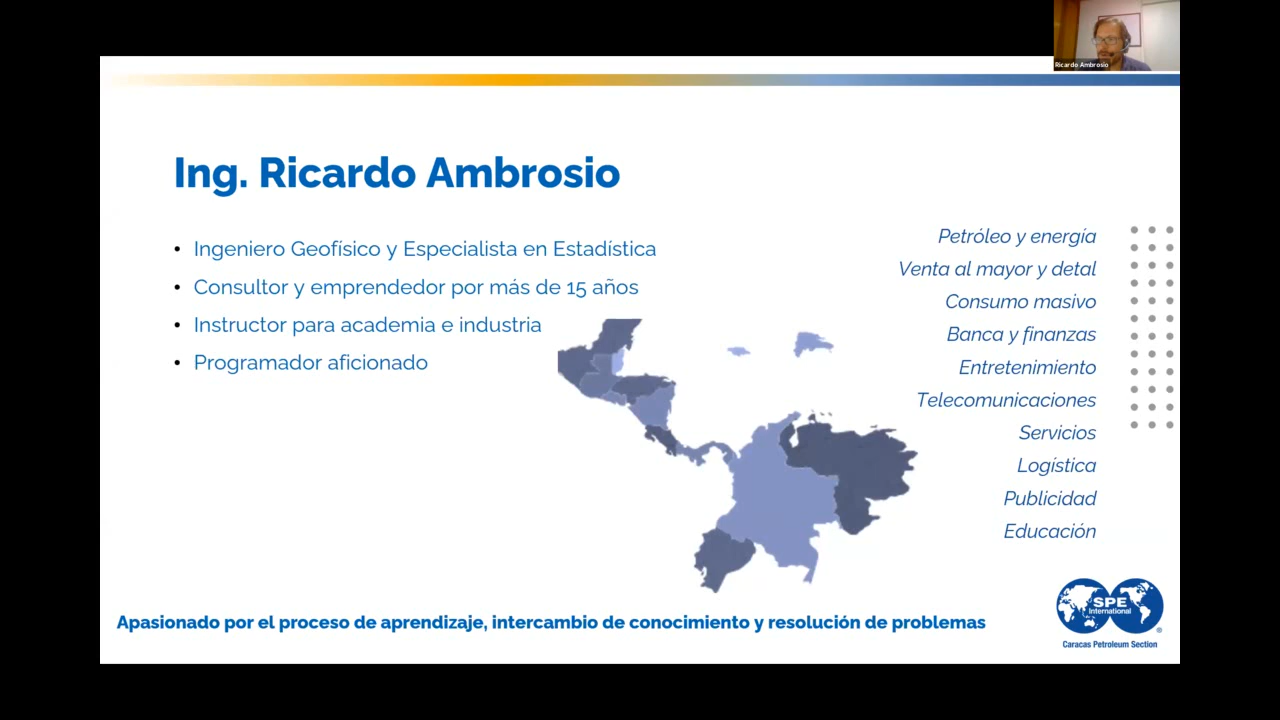 Ricardo Ambrosio
Ing. Ricardo Ambrosio
• Ingeniero Geofísico y Especialista en Estadística
• Consultor y emprendedor por más de 15 años
• Instructor para academia e industria
• Programador aficionado
Petróleo y energía
Venta al mayor y detal
Consumo masivo
Banca y finanzas
Entretenimiento
Telecomunicaciones
Servicios
Logística
Publicidad
Educación
Apasionado por el proceso de aprendizaje, intercambio de conocimiento y resolución de problemas
SPE
International
®
Caracas Petroleum Section